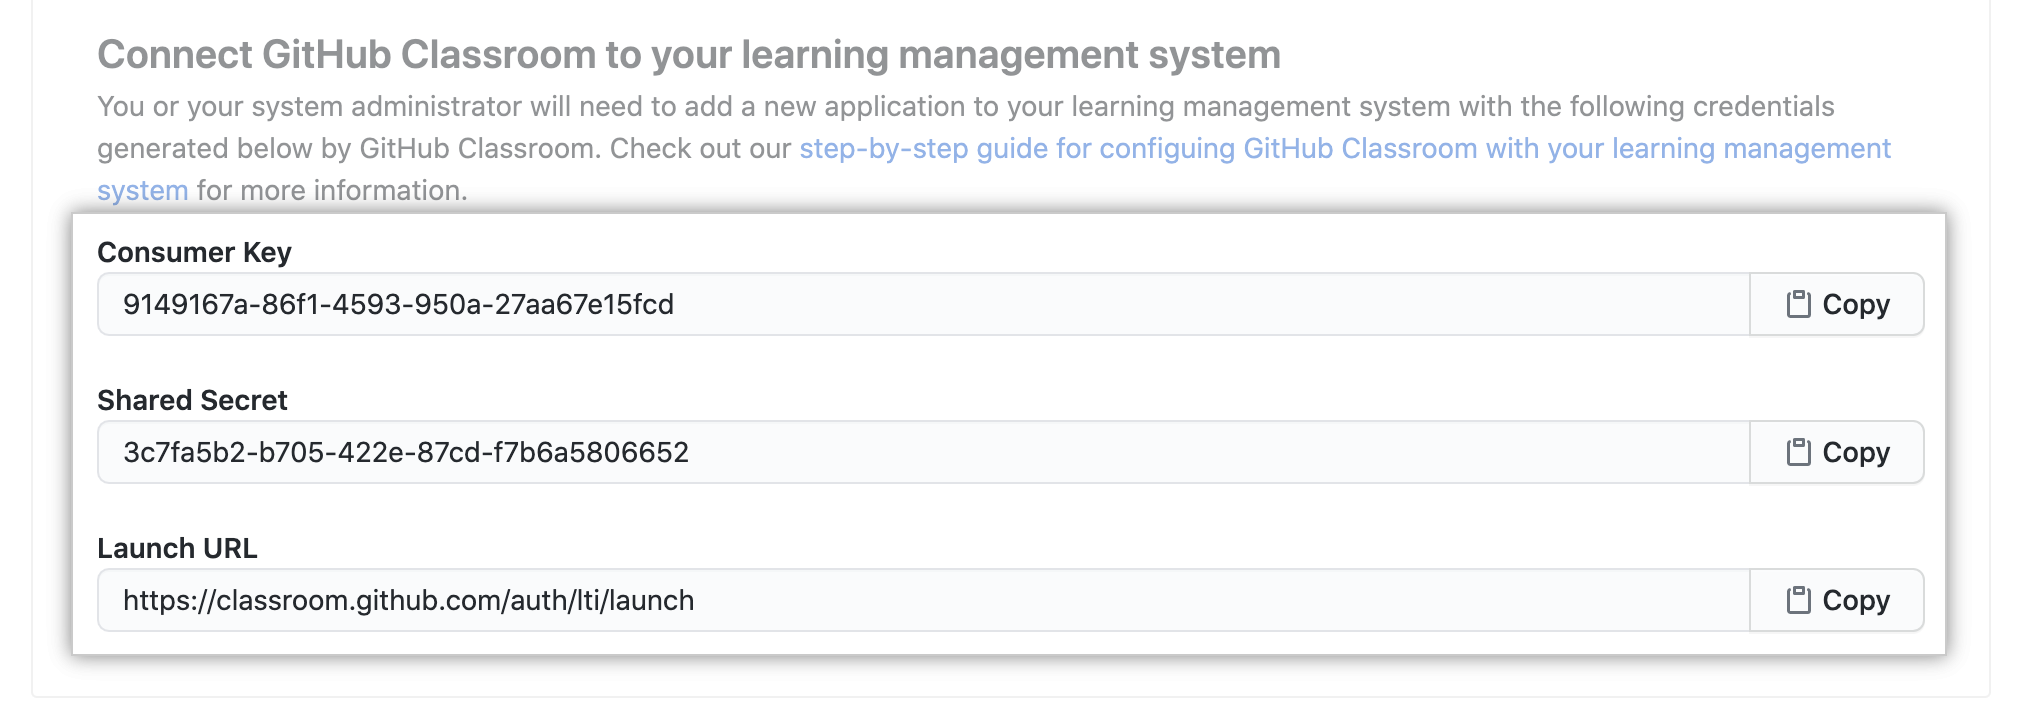 Connect GitHub Classroom to your learning management system
You or your system administrator will need to add a new application to your learning management system with the following credentials
generated below by GitHub Classroom. Check out our step-by-step guide for configuing GitHub Classroom with your learning management
system for more information.
Consumer Key
9149167a-86f1-4593-950a-27aa67e15fcd Copy
Shared Secret
3c7fa5b2-b705-422e-87cd-f7b6a5806652 Copy
Launch URL
https://classroom.github.com/auth/lti/launch Copy